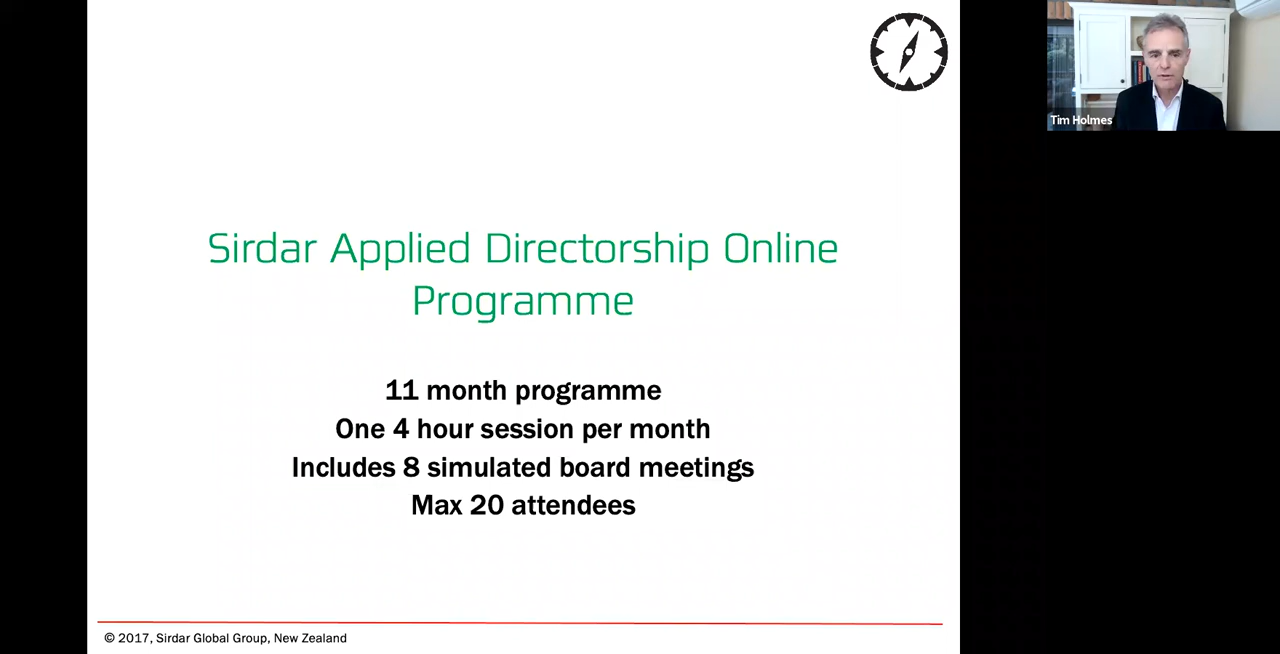 Sirdar Applied Directorship Online
Programme
11 month programme
One 4 hour session per month
Includes 8 simulated board meetings
Max 20 attendees
© 2017, Sirdar Global Group, New Zealand
Tim Holmes